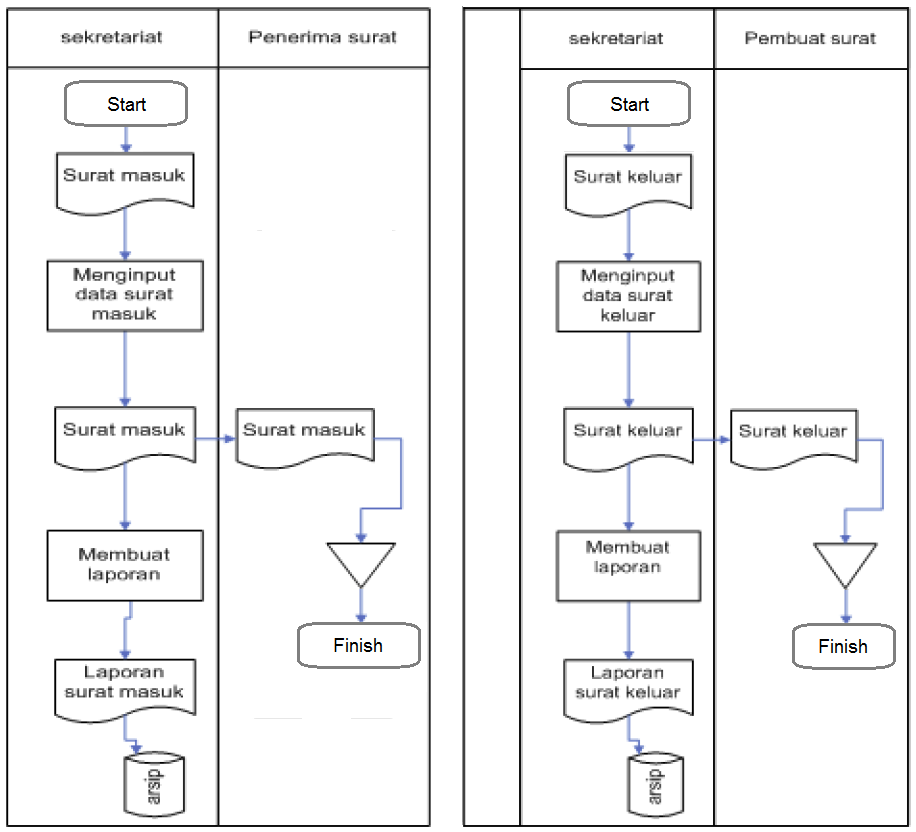 sekretariat
Penerima surat
Start
Surat masuk
Menginput
data surat
masuk
Surat masuk
Surat masuk
Membuat
laporan
Finish
Laporan
surat masuk
arsip
sekretariat
Pembuat surat
Start
Surat keluar
Menginput
data surat
keluar
Surat keluar
Surat keluar
Membuat
laporan
Finish
Laporan
surat keluar
arsip